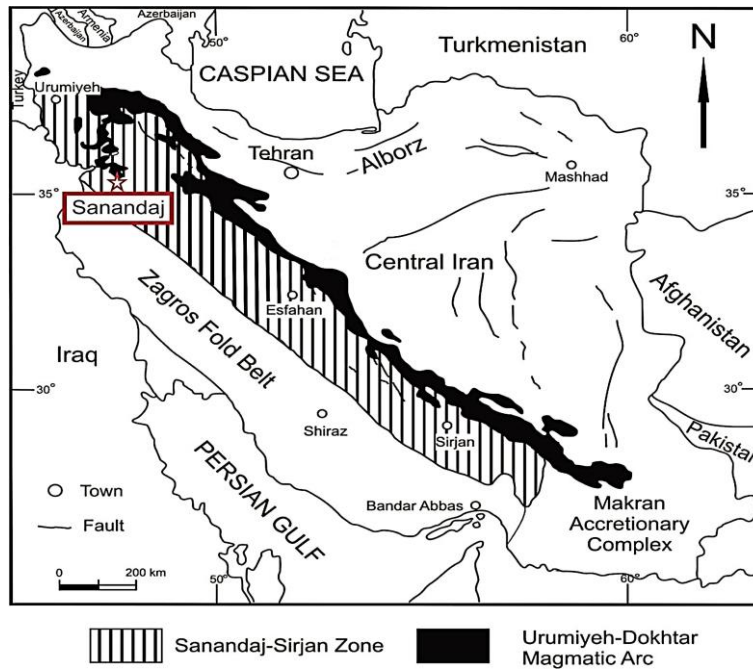 Azerbaijan
Armenia
Azerbaijan
50°
60°
Turkmenistan
N
CASPIAN SEA
Turkey
Urumiyeh
Tehran
Alborz
Mashhad
35°
35°
Sanandaj
Central Iran
Zagros Fold Belt
Esfahan
Afghanistan
Iraq
30°
30°
Shiraz
Sirjan
Pakistan
PERSIAN GULF
Town
Fault
Bandar Abbas
Makran
Accretionary
Complex
0 200 km
50°
60°
Sanandaj-Sirjan Zone
Urumiyeh-Dokhtar
Magmatic Arc